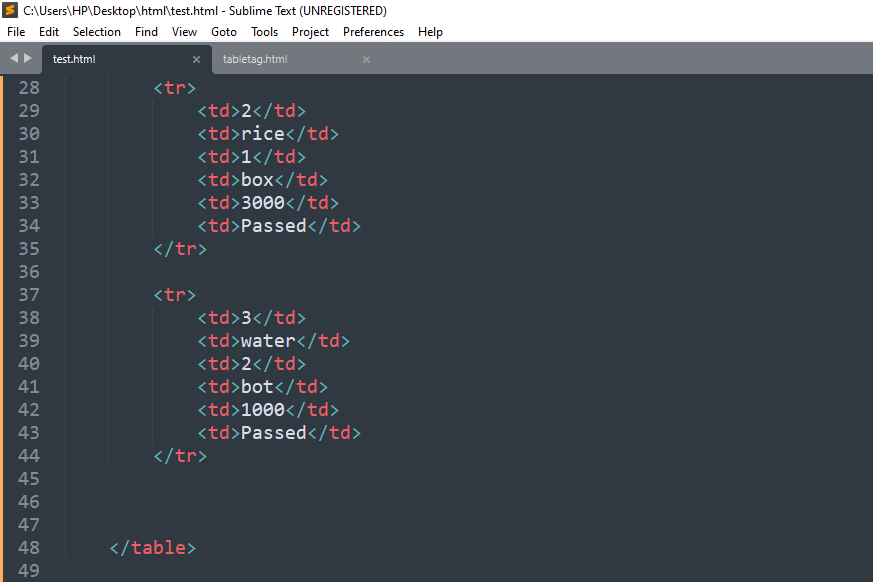 C:\Users\HP\Desktop\html\test.html - Sublime Text (UNREGISTERED)
File Edit Selection Find View Goto Tools Project Preferences Help
test.html × tabletag.html ×
28 <tr>
29 <td>2</td>
30 <td>rice</td>
31 <td>1</td>
32 <td>box</td>
33 <td>3000</td>
34 <td>Passed</td>
35 </tr>
36
37 <tr>
38 <td>3</td>
39 <td>water</td>
40 <td>2</td>
41 <td>bot</td>
42 <td>1000</td>
43 <td>Passed</td>
44 </tr>
45
46
47
48 </table>
49